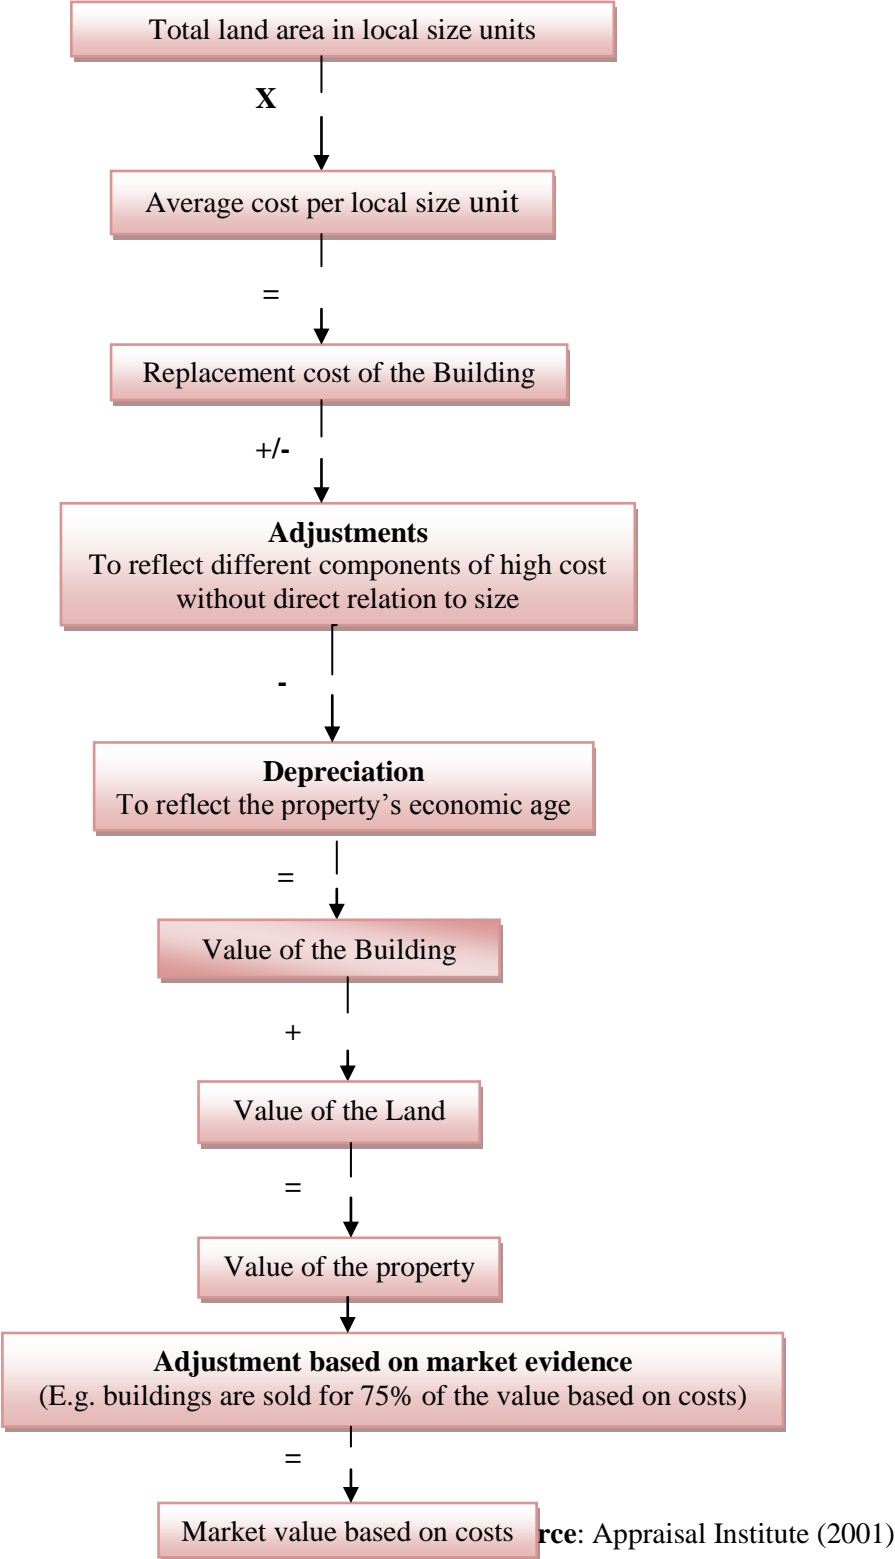 Total land area in local size units
X
Average cost per local size unit
=
Replacement cost of the Building
+/-
Adjustments
To reflect different components of high cost
without direct relation to size
-
Depreciation
To reflect the property's economic age
=
Value of the Building
+
Value of the Land
=
Value of the property
Adjustment based on market evidence
(E.g. buildings are sold for 75% of the value based on costs)
=
Market value based on costs rce: Appraisal Institute (2001)